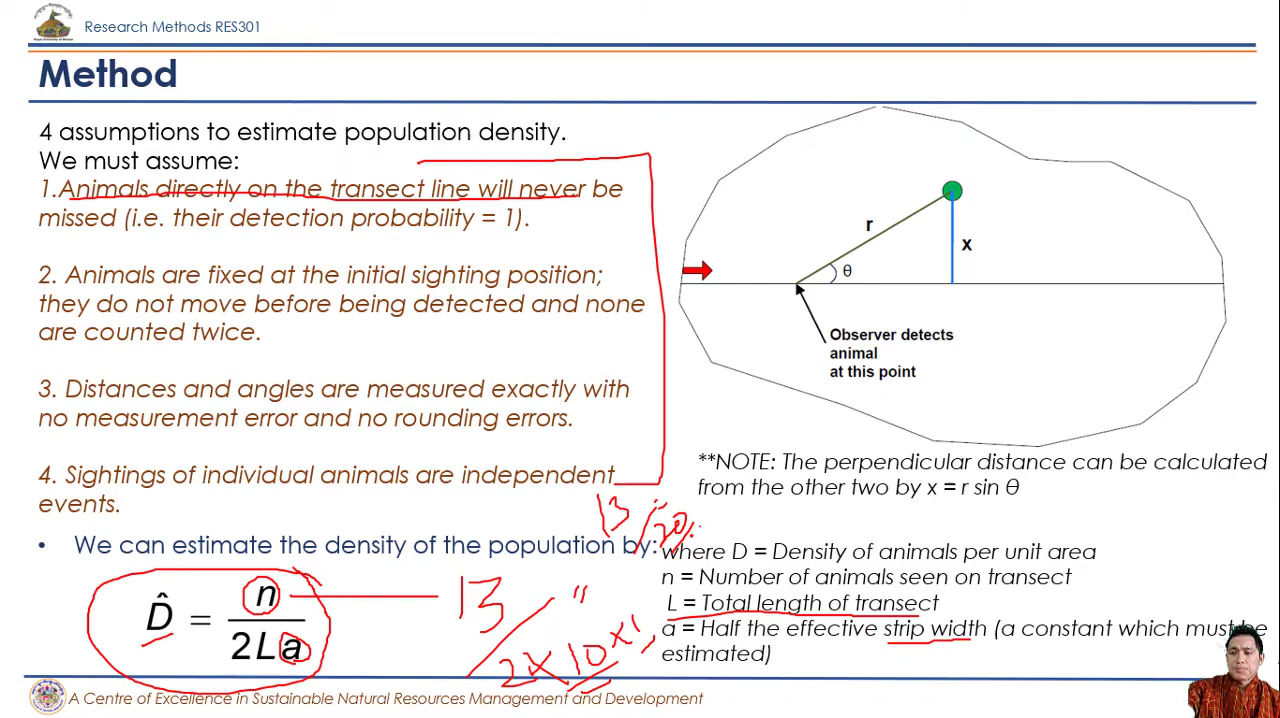 Research Methods RES301
Method
4 assumptions to estimate population density.
We must assume:
1.Animals directly on the transect line will never be
missed (i.e. their detection probability = 1).
2. Animals are fixed at the initial sighting position;
they do not move before being detected and none
are counted twice.
3. Distances and angles are measured exactly with
no measurement error and no rounding errors.
4. Sightings of individual animals are independent
events.
• We can estimate the density of the population by:
D̂ = n / 2La
13 / 20
13 / 2 x 10 x 1
r
x
θ
Observer detects
animal
at this point
**NOTE: The perpendicular distance can be calculated
from the other two by x = r sin θ
where D = Density of animals per unit area
n = Number of animals seen on transect
L = Total length of transect
a = Half the effective strip width (a constant which must be
estimated)
A Centre of Excellence in Sustainable Natural Resources Management and Development